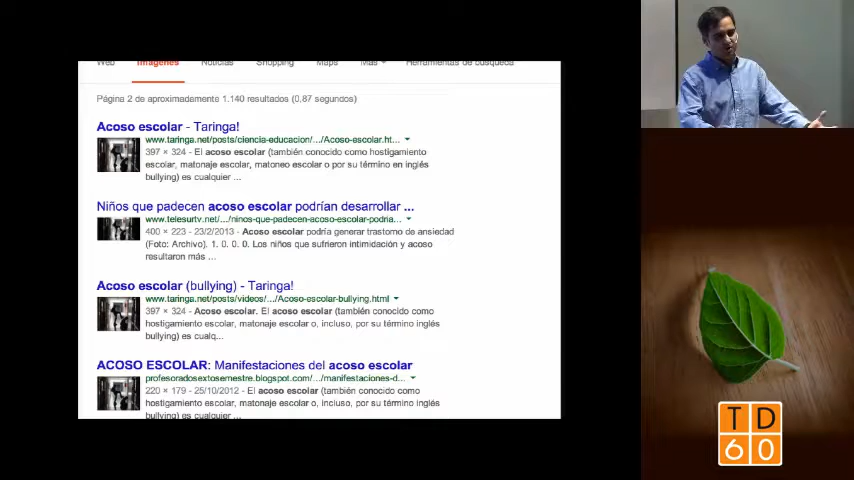 Web Imágenes Noticias Shopping Maps Más Herramientas de búsqueda
Página 2 de aproximadamente 1.140 resultados (0,87 segundos)
Acoso escolar - Taringa!
www.taringa.net/posts/ciencia-educacion/.../Acoso-escolar.ht...
397 × 324 - El acoso escolar (también conocido como hostigamiento
escolar, matonaje escolar, matoneo escolar o por su término en inglés
bullying) es cualquier ...
Niños que padecen acoso escolar podrían desarrollar ...
www.telesurtv.net/.../ninos-que-padecen-acoso-escolar-podria...
400 × 223 - 23/2/2013 - Acoso escolar podría generar trastorno de ansiedad
(Foto: Archivo). 1. 0. 0. 0. Los niños que sufrieron intimidación y acoso
resultaron más ...
Acoso escolar (bullying) - Taringa!
www.taringa.net/posts/videos/.../Acoso-escolar-bullying.html
397 × 324 - Acoso escolar. El acoso escolar (también conocido como
hostigamiento escolar, matonaje escolar o, incluso, por su término inglés
bullying) es cualq...
ACOSO ESCOLAR: Manifestaciones del acoso escolar
profesoradosextosemestre.blogspot.com/.../manifestaciones-d...
220 × 179 - 25/10/2012 - El acoso escolar (también conocido como
hostigamiento escolar, matonaje escolar o, incluso, por su término inglés
bullying) es cualquier ...
TD
60